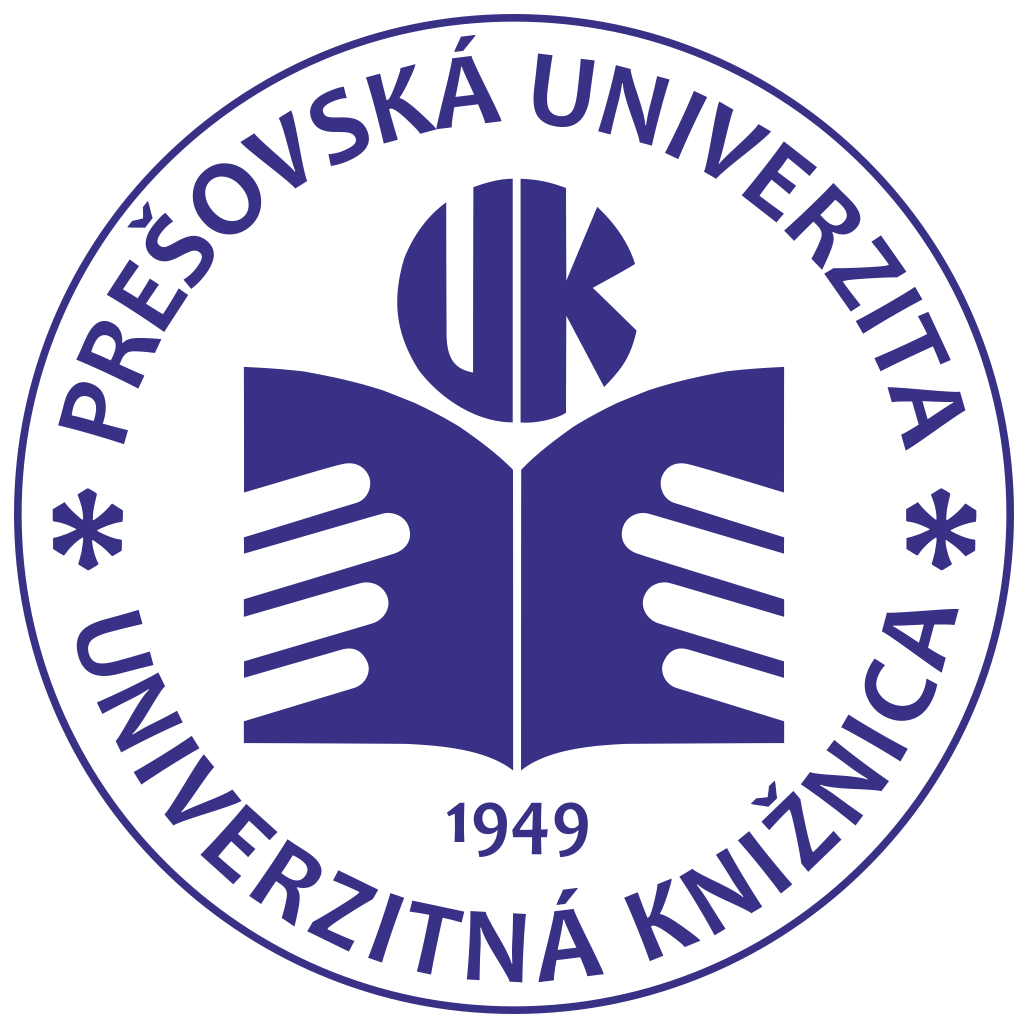 PREŠOVSKÁ UNIVERZITA
UK
1949
* UNIVERZITNÁ KNIŽNICA *